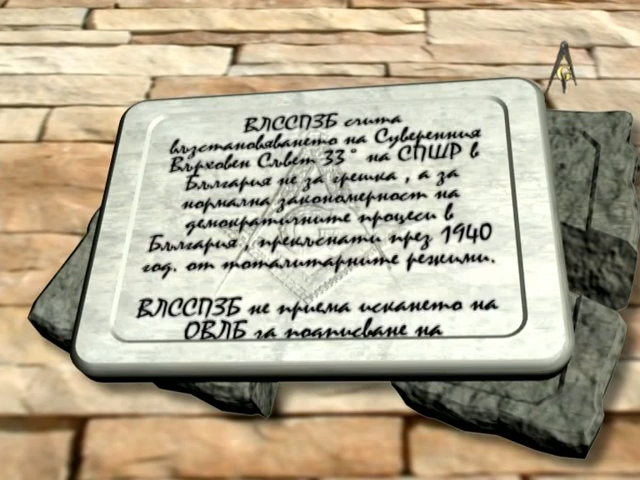 ВЛССПЗБ счита
възстановяването на Суверенния
Върховен Съвет 33° на СПШР в
България не за грешка , а за
нормална закономерност на
демократичните процеси в
България , прекъснати през 1940
год. от тоталитарните режими.
ВЛССПЗБ не приема искането на
ОВЛБ за подписване на
G